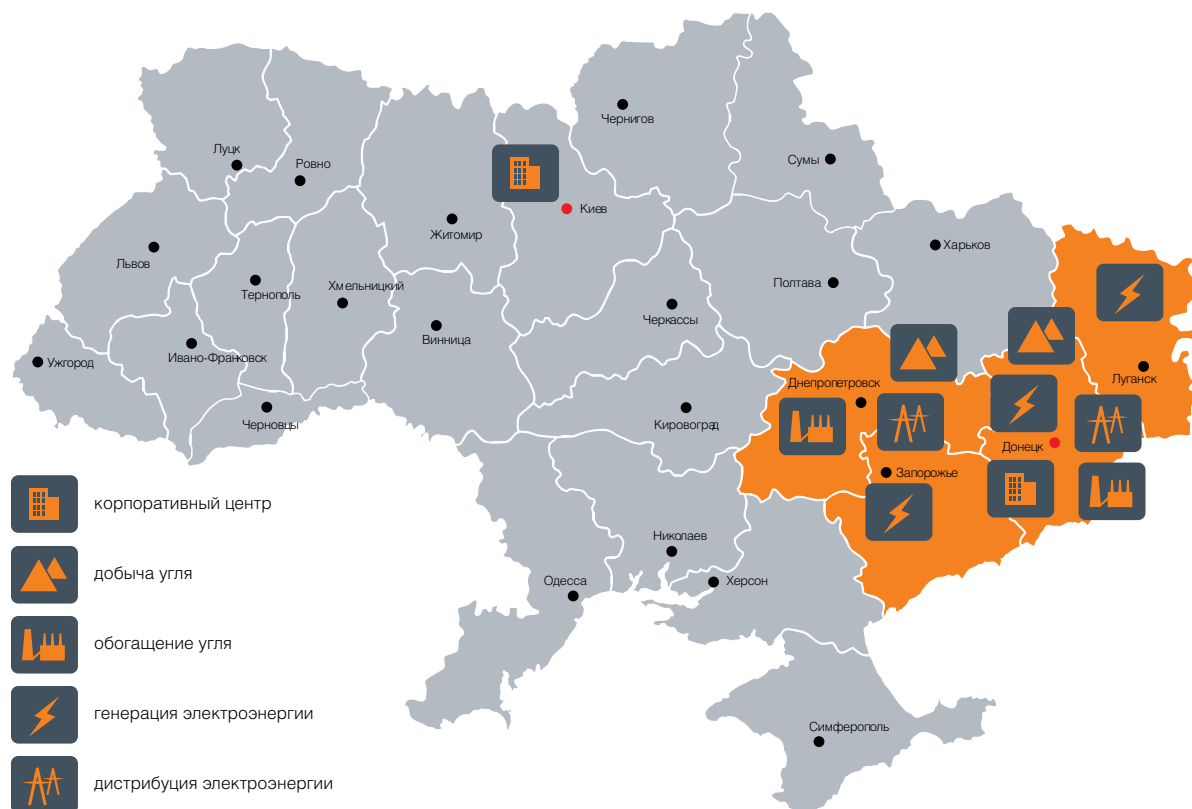 Чернигов
Луцк
Ровно
Сумы
Киев
Житомир
Харьков
Львов
Тернополь
Хмельницкий
Полтава
Черкассы
Винница
Ужгород
Ивано-Франковск
Днепропетровск
Луганск
Черновцы
Кировоград
Донецк
Запорожье
корпоративный центр
Николаев
добыча угля
Одесса
Херсон
обогащение угля
генерация электроэнергии
Симферополь
дистрибуция электроэнергии